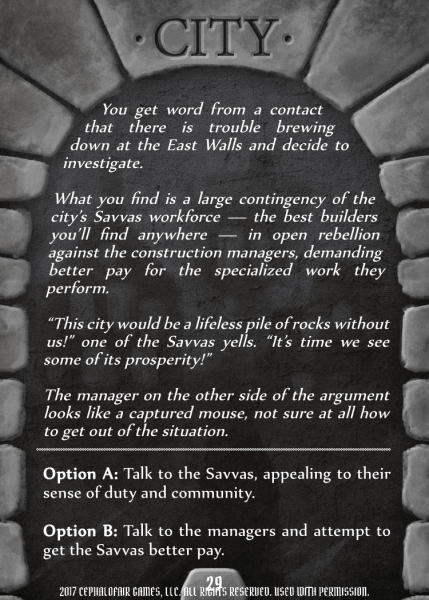 · CITY ·
You get word from a contact
that there is trouble brewing
down at the East Walls and decide to
investigate.
What you find is a large contingency of the
city's Savvas workforce — the best builders
you'll find anywhere — in open rebellion
against the construction managers, demanding
better pay for the specialized work they
perform.
“This city would be a lifeless pile of rocks without
us!” one of the Savvas yells. “It's time we see
some of its prosperity!”
The manager on the other side of the argument
looks like a captured mouse, not sure at all how
to get out of the situation.
Option A: Talk to the Savvas, appealing to their
sense of duty and community.
Option B: Talk to the managers and attempt to
get the Savvas better pay.
29
2017 CEPHALOFAIR GAMES, LLC. ALL RIGHTS RESERVED. USED WITH PERMISSION.